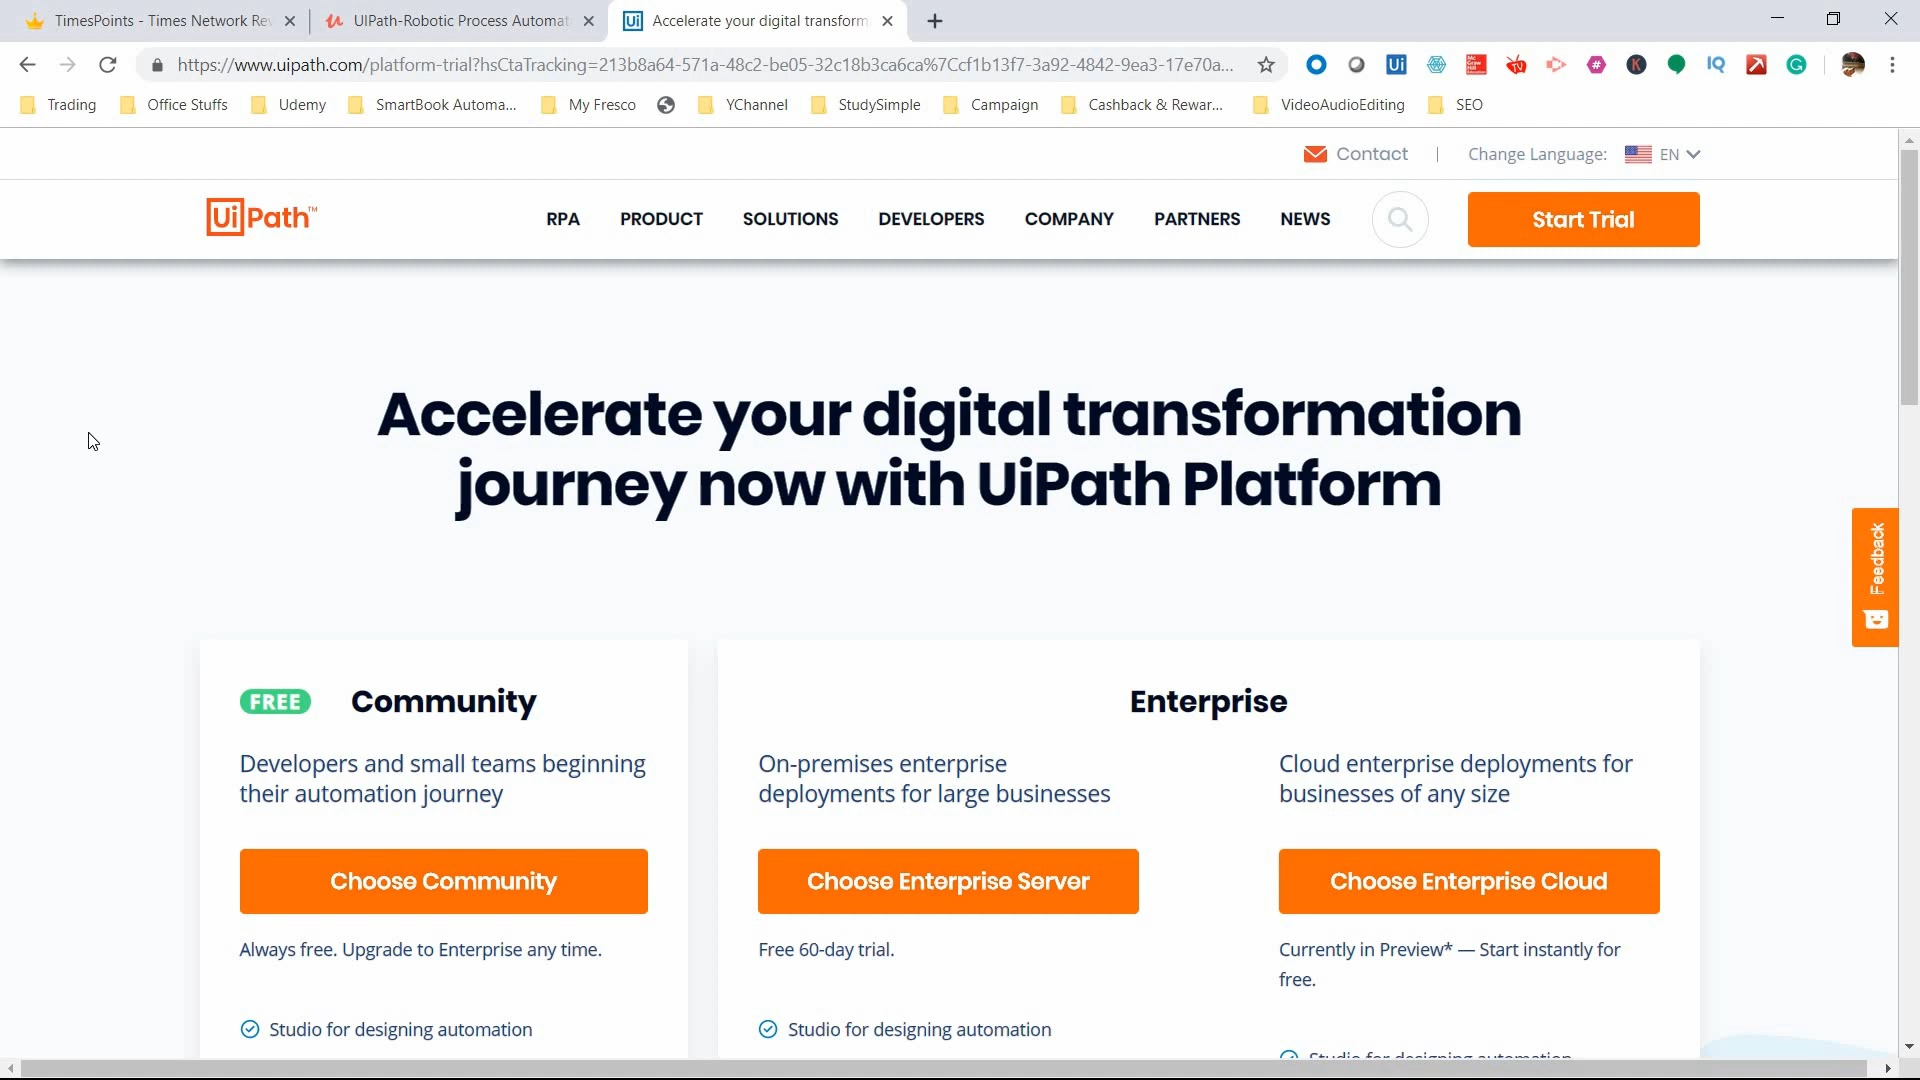 TimesPoints - Times Network Re
UIPath-Robotic Process Automat
Ui
Accelerate your digital transform
https://www.uipath.com/platform-trial?hsCtaTracking=213b8a64-571a-48c2-be05-32c18b3ca6ca%7Ccf1b13f7-3a92-4842-9ea3-17e70a...
Trading
Office Stuffs
Udemy
SmartBook Automa...
My Fresco
YChannel
StudySimple
Campaign
Cashback & Rewar...
VideoAudioEditing
SEO
Contact
Change Language:
EN
UiPath™
RPA
PRODUCT
SOLUTIONS
DEVELOPERS
COMPANY
PARTNERS
NEWS
Start Trial
Accelerate your digital transformation
journey now with UiPath Platform
Feedback
FREE
Community
Developers and small teams beginning
their automation journey
Choose Community
Always free. Upgrade to Enterprise any time.
Studio for designing automation
Enterprise
On-premises enterprise
deployments for large businesses
Choose Enterprise Server
Free 60-day trial.
Studio for designing automation
Cloud enterprise deployments for
businesses of any size
Choose Enterprise Cloud
Currently in Preview* — Start instantly for
free.
Studio for designing automation